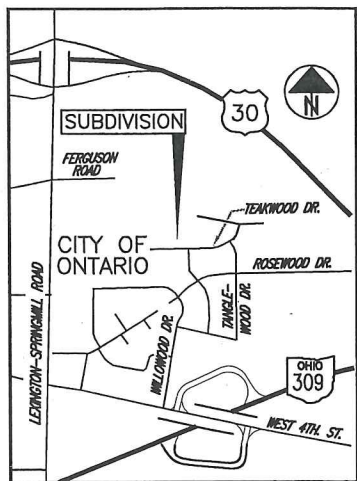 30
N
SUBDIVISION
FERGUSON
ROAD
TEAKWOOD DR.
CITY OF
ONTARIO
ROSEWOOD DR.
LEXINGTON-SPRINGMILL ROAD
TANGLE-
WOOD DR.
WILLOWOOD DR.
OHIO
309
WEST 4TH. ST.